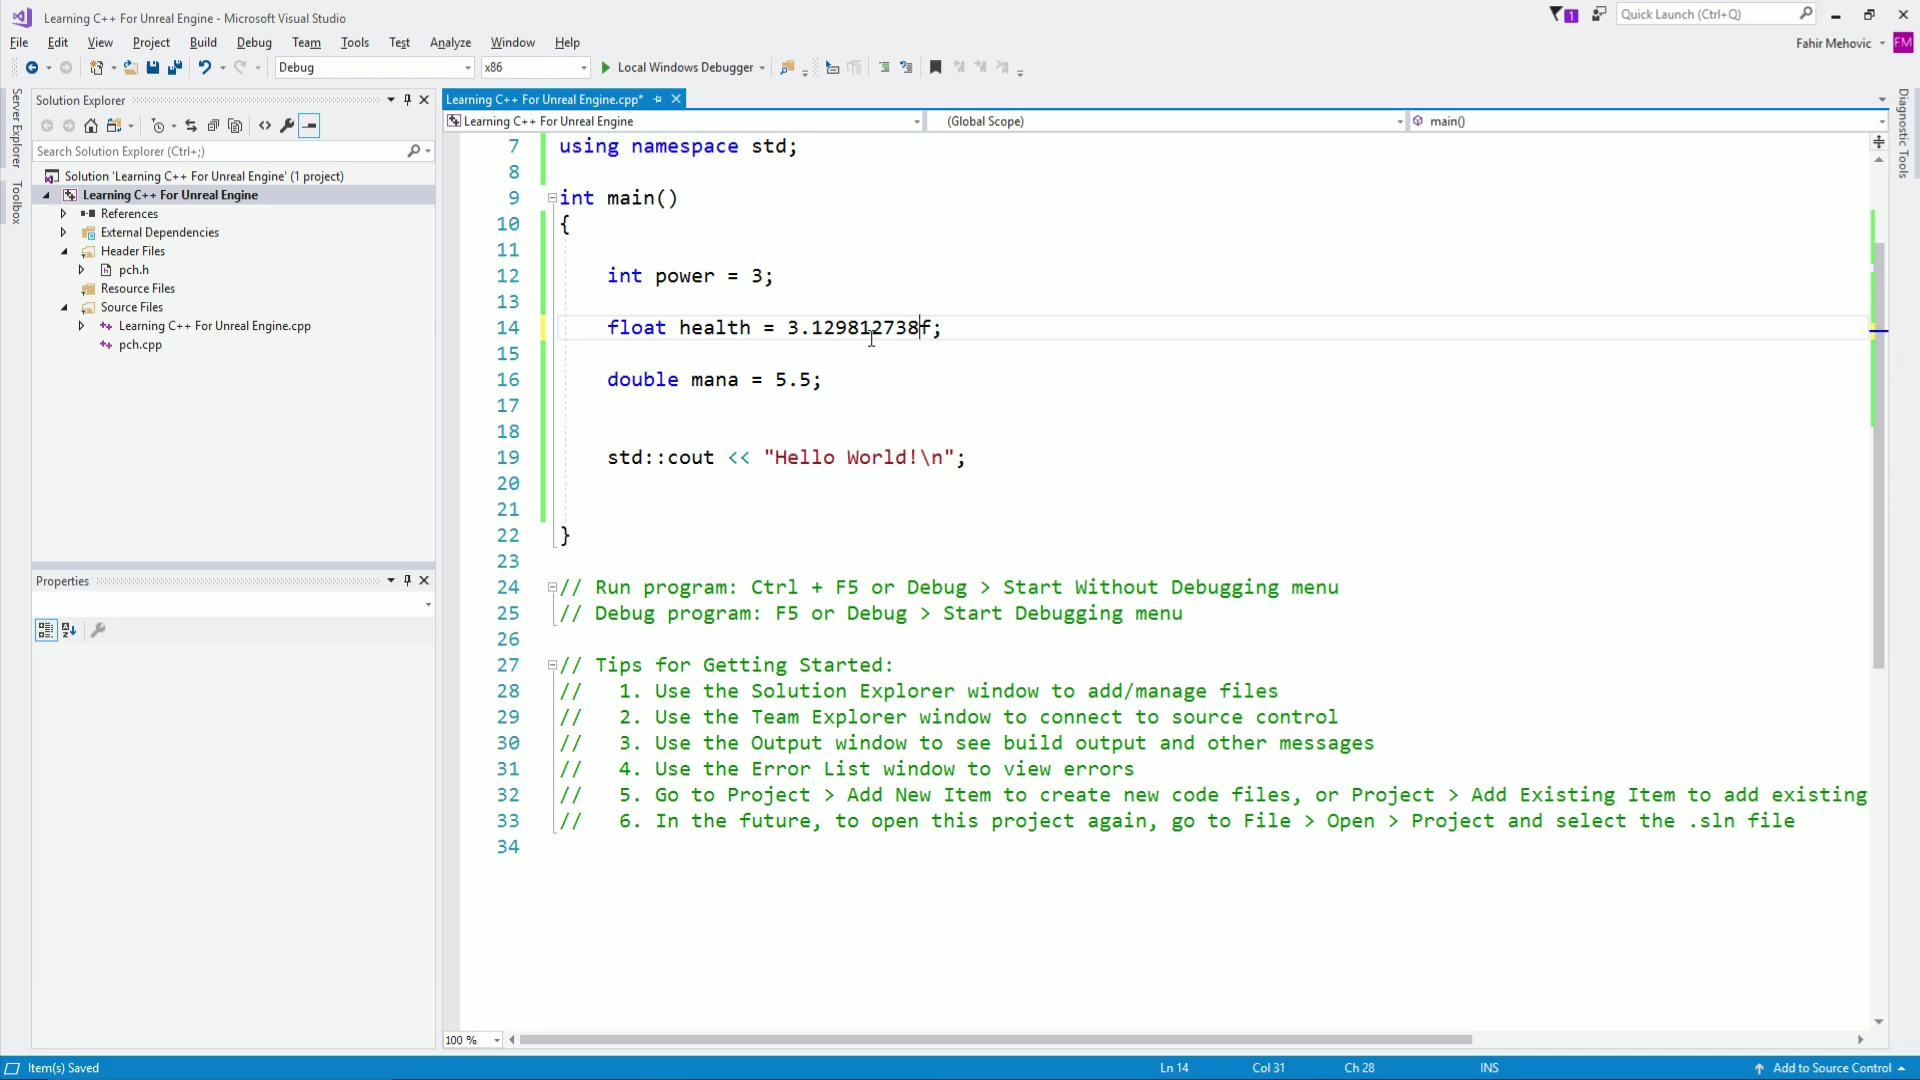 Learning C++ For Unreal Engine - Microsoft Visual Studio
1
Quick Launch (Ctrl+Q)
File Edit View Project Build Debug Team Tools Test Analyze Window Help
Fahir Mehovic
FM
Debug
x86
Local Windows Debugger
Server Explorer
Toolbox
Solution Explorer
Search Solution Explorer (Ctrl+;)
Solution 'Learning C++ For Unreal Engine' (1 project)
Learning C++ For Unreal Engine
References
External Dependencies
Header Files
pch.h
Resource Files
Source Files
Learning C++ For Unreal Engine.cpp
pch.cpp
Properties
Learning C++ For Unreal Engine.cpp*
Learning C++ For Unreal Engine
(Global Scope)
main()
Diagnostic Tools
7 using namespace std;
8
9 int main()
10 {
11
12 int power = 3;
13
14 float health = 3.129812738f;
15
16 double mana = 5.5;
17
18
19 std::cout << "Hello World!\n";
20
21
22 }
23
24 // Run program: Ctrl + F5 or Debug > Start Without Debugging menu
25 // Debug program: F5 or Debug > Start Debugging menu
26
27 // Tips for Getting Started:
28 // 1. Use the Solution Explorer window to add/manage files
29 // 2. Use the Team Explorer window to connect to source control
30 // 3. Use the Output window to see build output and other messages
31 // 4. Use the Error List window to view errors
32 // 5. Go to Project > Add New Item to create new code files, or Project > Add Existing Item to add existing
33 // 6. In the future, to open this project again, go to File > Open > Project and select the .sln file
34
100 %
Item(s) Saved
Ln 14
Col 31
Ch 28
INS
Add to Source Control